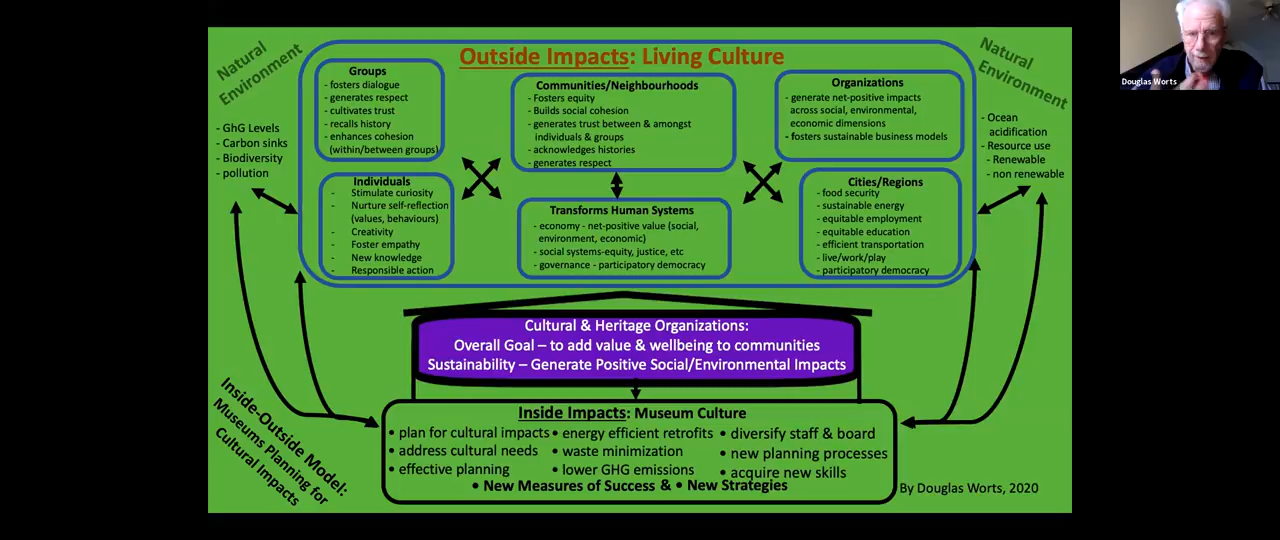 Outside Impacts: Living Culture
Natural
Environment
- GhG Levels
- Carbon sinks
- Biodiversity
- pollution
Groups
- fosters dialogue
- generates respect
- cultivates trust
- recalls history
- enhances cohesion
(within/between groups)
Individuals
- Stimulate curiosity
- Nurture self-reflection
(values, behaviours)
- Creativity
- Foster empathy
- New knowledge
- Responsible action
Communities/Neighbourhoods
- Fosters equity
- Builds social cohesion
- generates trust between & amongst
individuals & groups
- acknowledges histories
- generates respect
Transforms Human Systems
- economy - net-positive value (social,
environment, economic)
- social systems-equity, justice, etc
- governance - participatory democracy
Organizations
- generate net-positive impacts
across social, environmental,
economic dimensions
- fosters sustainable business models
Cities/Regions
- food security
- sustainable energy
- equitable employment
- equitable education
- efficient transportation
- live/work/play
- participatory democracy
Natural
Environment
- Ocean
acidification
- Resource use
- Renewable
- non renewable
Cultural & Heritage Organizations:
Overall Goal – to add value & wellbeing to communities
Sustainability – Generate Positive Social/Environmental Impacts
Inside Impacts: Museum Culture
• plan for cultural impacts
• address cultural needs
• effective planning
• energy efficient retrofits
• waste minimization
• lower GHG emissions
• diversify staff & board
• new planning processes
• acquire new skills
• New Measures of Success & • New Strategies
Inside-Outside Model:
Museums Planning for
Cultural Impacts
By Douglas Worts, 2020
Douglas Worts